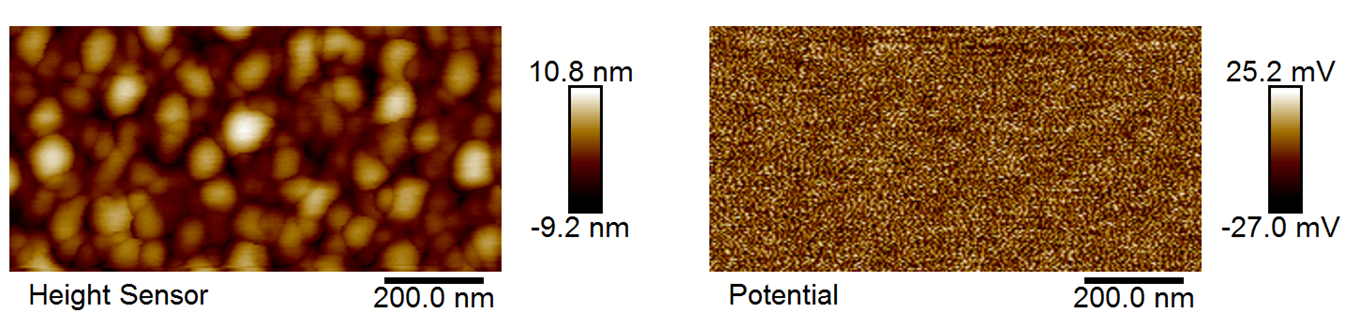 10.8 nm
-9.2 nm
Height Sensor
200.0 nm
25.2 mV
-27.0 mV
Potential
200.0 nm